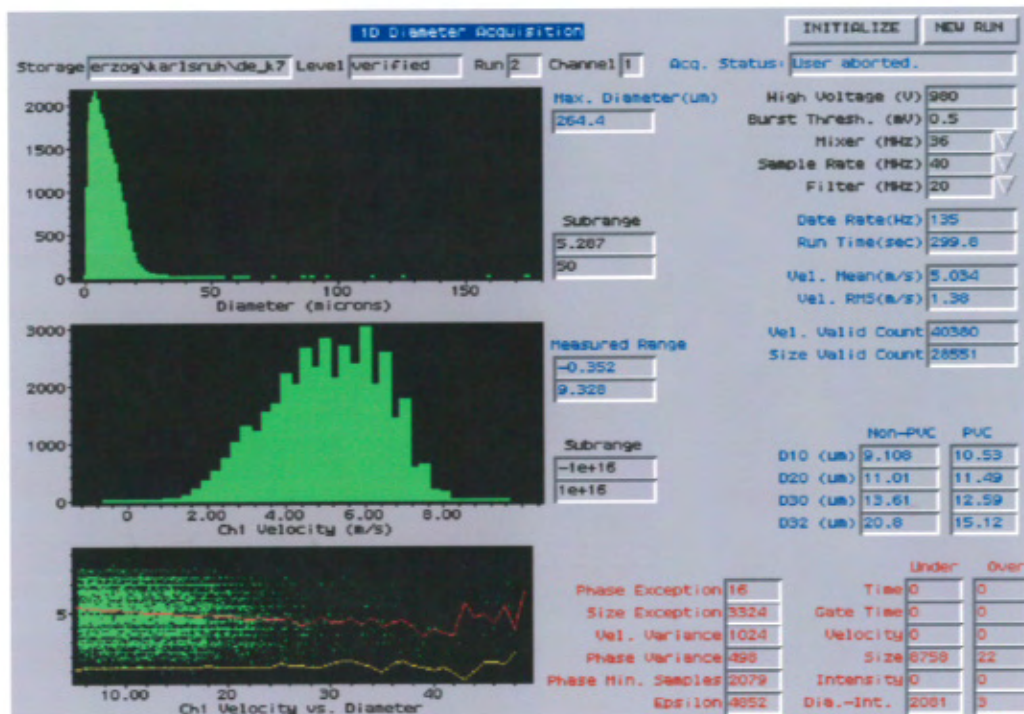 1D Diameter Acquisition
INITIALIZE NEW RUN
Storage erzog\karlsruh\de_k7 Level verified Run 2 Channel 1 Acq. Status: User aborted.
2000
1500
1000
500
0
0 50 100 150
Diameter (microns)
Max. Diameter(um)
264.4
Subrange
5.287
50
High Voltage (V) 980
Burst Thresh. (mV) 0.5
Mixer (MHz) 36
Sample Rate (MHz) 40
Filter (MHz) 20
Date Rate(Hz) 135
Run Time(sec) 299.8
Vel. Mean(m/s) 5.034
Vel. RMS(m/s) 1.38
Vel. Valid Count 40380
Size Valid Count 28551
3000
2000
1000
0
0 2.00 4.00 6.00 8.00
Ch1 Velocity (m/s)
Measured Range
-0.352
9.328
Subrange
-1e+16
1e+16
Non-PVC PVC
D10 (um) 9.108 10.53
D20 (um) 11.01 11.49
D30 (um) 13.61 12.59
D32 (um) 20.8 15.12
5
10.00 20 30 40
Ch1 Velocity vs. Diameter
Phase Exception 16
Size Exception 3324
Vel. Variance 1024
Phase Variance 498
Phase Min. Samples 2079
Epsilon 4852
Under Over
Time 0 0
Gate Time 0 0
Velocity 0 0
Size 8758 22
Intensity 0 0
Dia.-Int. 2081 3